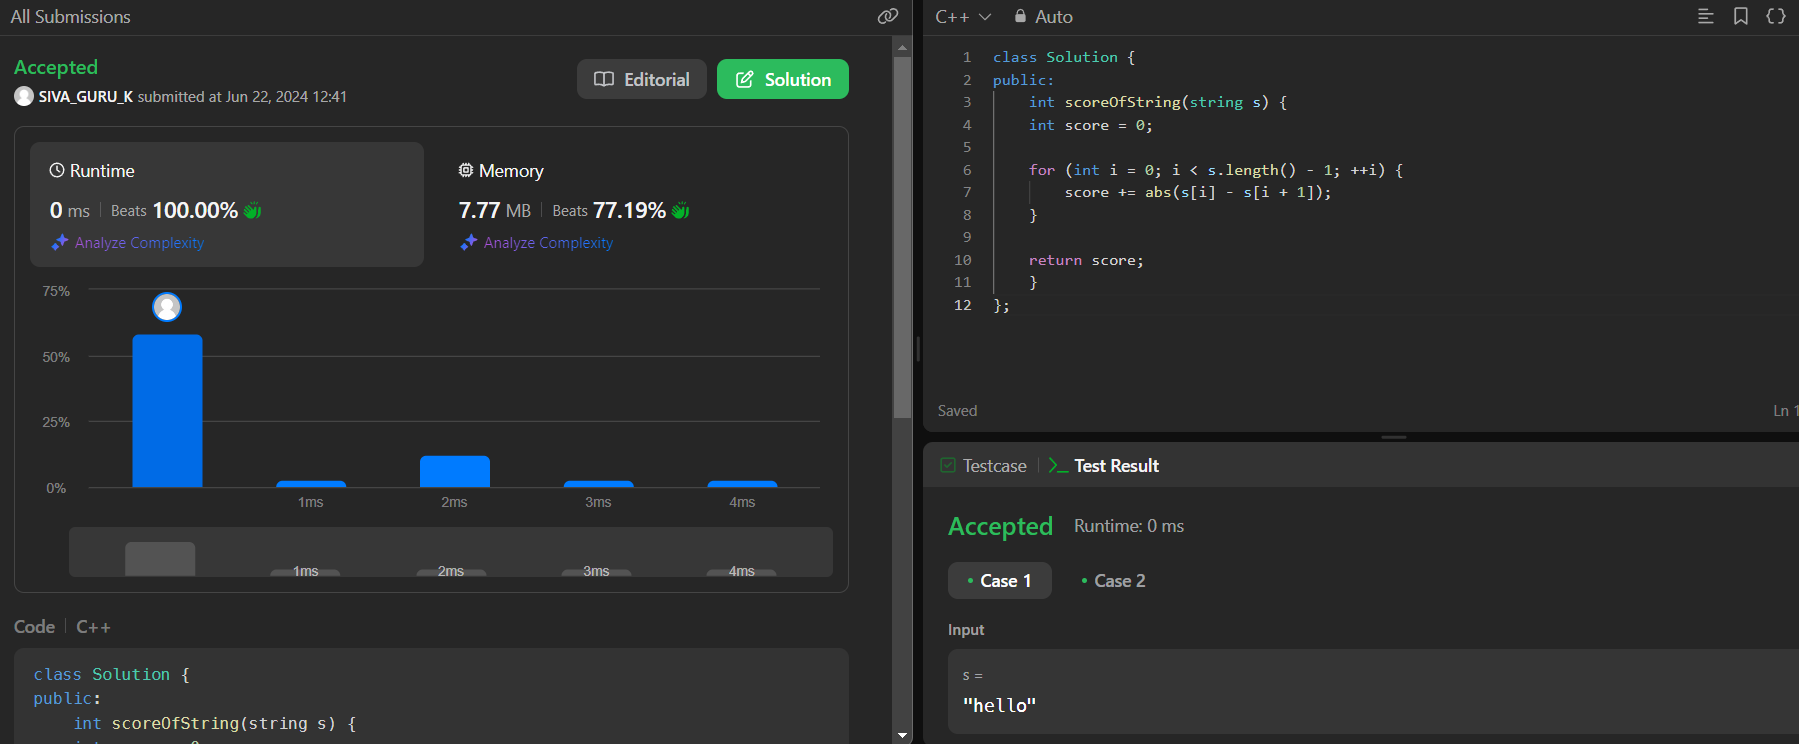 All Submissions
Accepted
SIVA_GURU_K submitted at Jun 22, 2024 12:41
Editorial
Solution
Runtime
0 ms | Beats 100.00%
Analyze Complexity
Memory
7.77 MB | Beats 77.19%
Analyze Complexity
75%
50%
25%
0%
1ms 2ms 3ms 4ms
1ms 2ms 3ms 4ms
Code | C++
class Solution {
public:
    int scoreOfString(string s) {
C++ Auto
1 class Solution {
2 public:
3     int scoreOfString(string s) {
4     int score = 0;
5
6     for (int i = 0; i < s.length() - 1; ++i) {
7         score += abs(s[i] - s[i + 1]);
8     }
9
10     return score;
11     }
12 };
Saved
Ln 1
Testcase | >_ Test Result
Accepted Runtime: 0 ms
• Case 1 • Case 2
Input
s =
"hello"